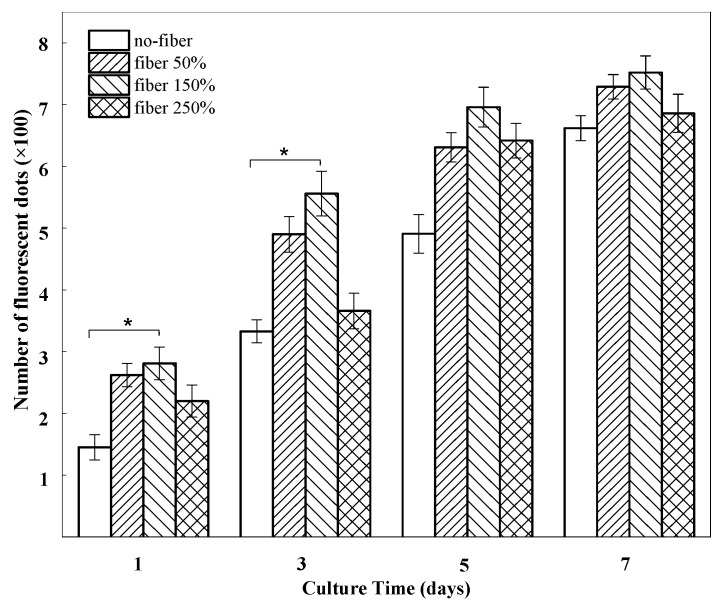 8
7
6
5
4
3
2
1
no-fiber
fiber 50%
fiber 150%
fiber 250%
*
*
1 3 5 7
Culture Time (days)
Number of fluorescent dots (×100)